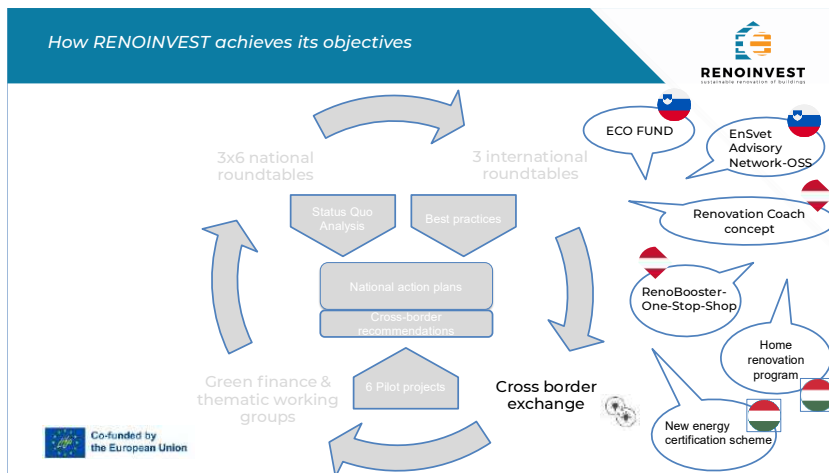 How RENOINVEST achieves its objectives
RENOINVEST
sustainable renovation of buildings
3x6 national
roundtables
3 international
roundtables
Status Quo
Analysis
Best practices
National action plans
Cross-border
recommendations
6 Pilot projects
Green finance &
thematic working
groups
Cross border
exchange
ECO FUND
EnSvet
Advisory
Network-OSS
Renovation Coach
concept
RenoBooster-
One-Stop-Shop
Home
renovation
program
New energy
certification scheme
Co-funded by
the European Union